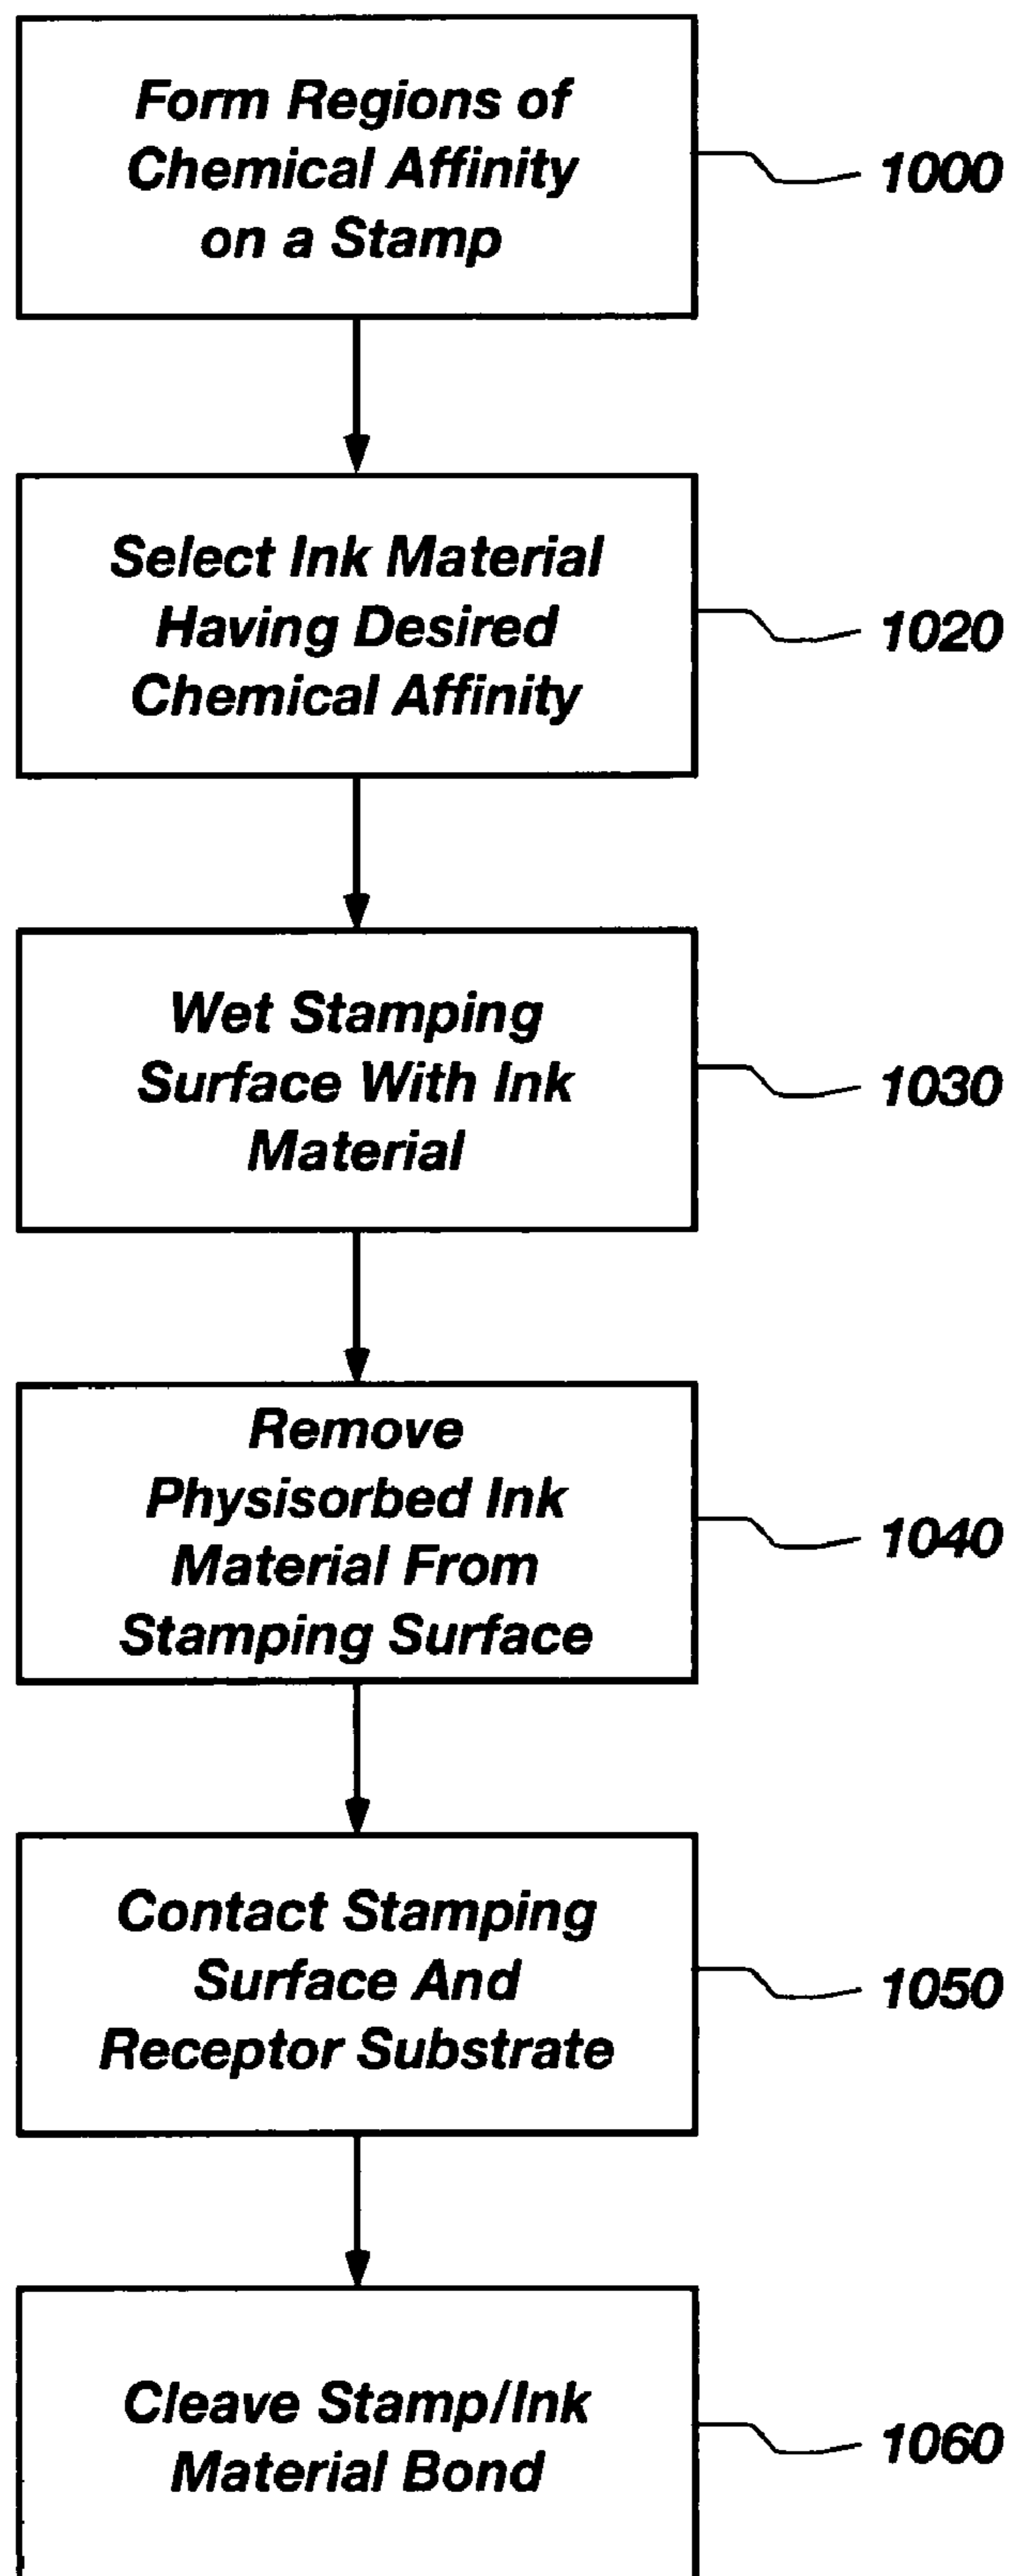 Form Regions of
Chemical Affinity
on a Stamp
1000
Select Ink Material
Having Desired
Chemical Affinity
1020
Wet Stamping
Surface With Ink
Material
1030
Remove
Physisorbed Ink
Material From
Stamping Surface
1040
Contact Stamping
Surface And
Receptor Substrate
1050
Cleave Stamp/Ink
Material Bond
1060